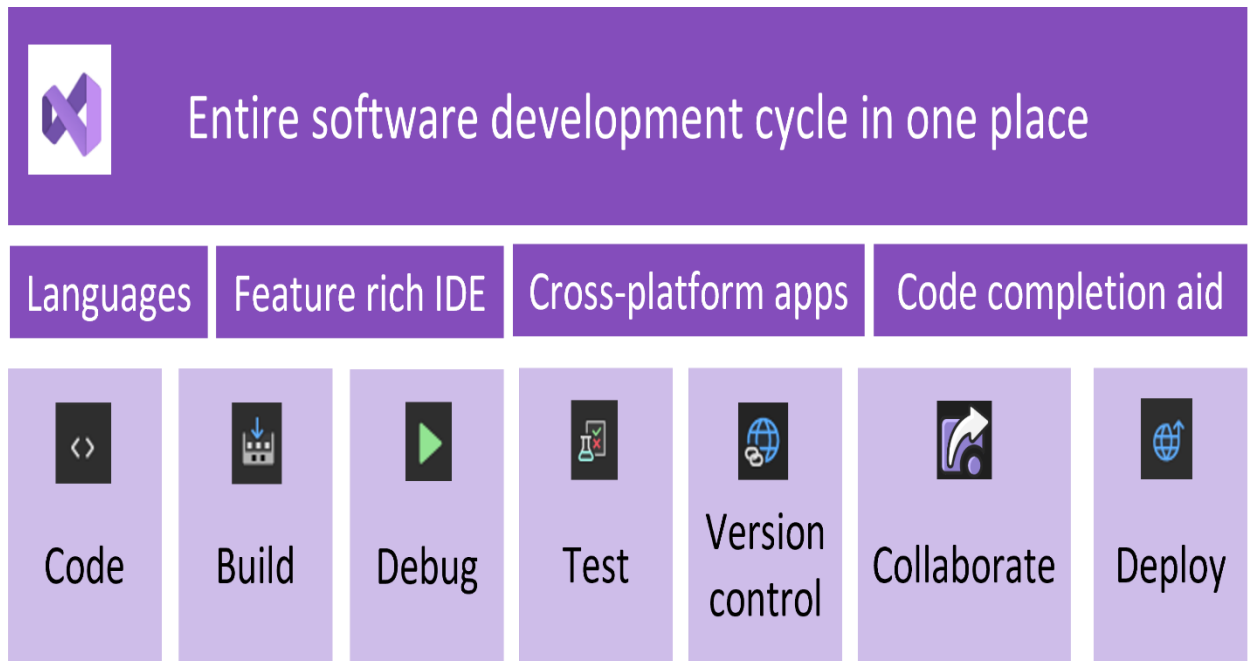 Entire software development cycle in one place
Languages
Feature rich IDE
Cross-platform apps
Code completion aid
Code
Build
Debug
Test
Version
control
Collaborate
Deploy